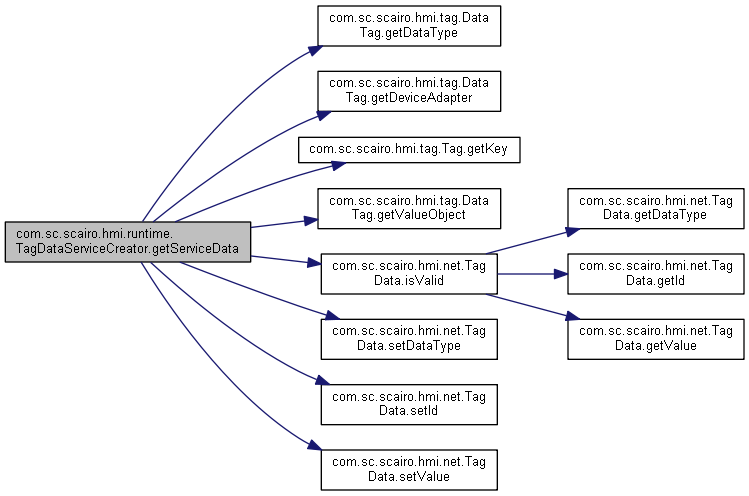 com.sc.scairo.hmi.runtime.
TagDataServiceCreator.getServiceData
com.sc.scairo.hmi.tag.Data
Tag.getDataType
com.sc.scairo.hmi.tag.Data
Tag.getDeviceAdapter
com.sc.scairo.hmi.tag.Tag.getKey
com.sc.scairo.hmi.tag.Data
Tag.getValueObject
com.sc.scairo.hmi.net.Tag
Data.isValid
com.sc.scairo.hmi.net.Tag
Data.setDataType
com.sc.scairo.hmi.net.Tag
Data.setId
com.sc.scairo.hmi.net.Tag
Data.setValue
com.sc.scairo.hmi.net.Tag
Data.getDataType
com.sc.scairo.hmi.net.Tag
Data.getId
com.sc.scairo.hmi.net.Tag
Data.getValue